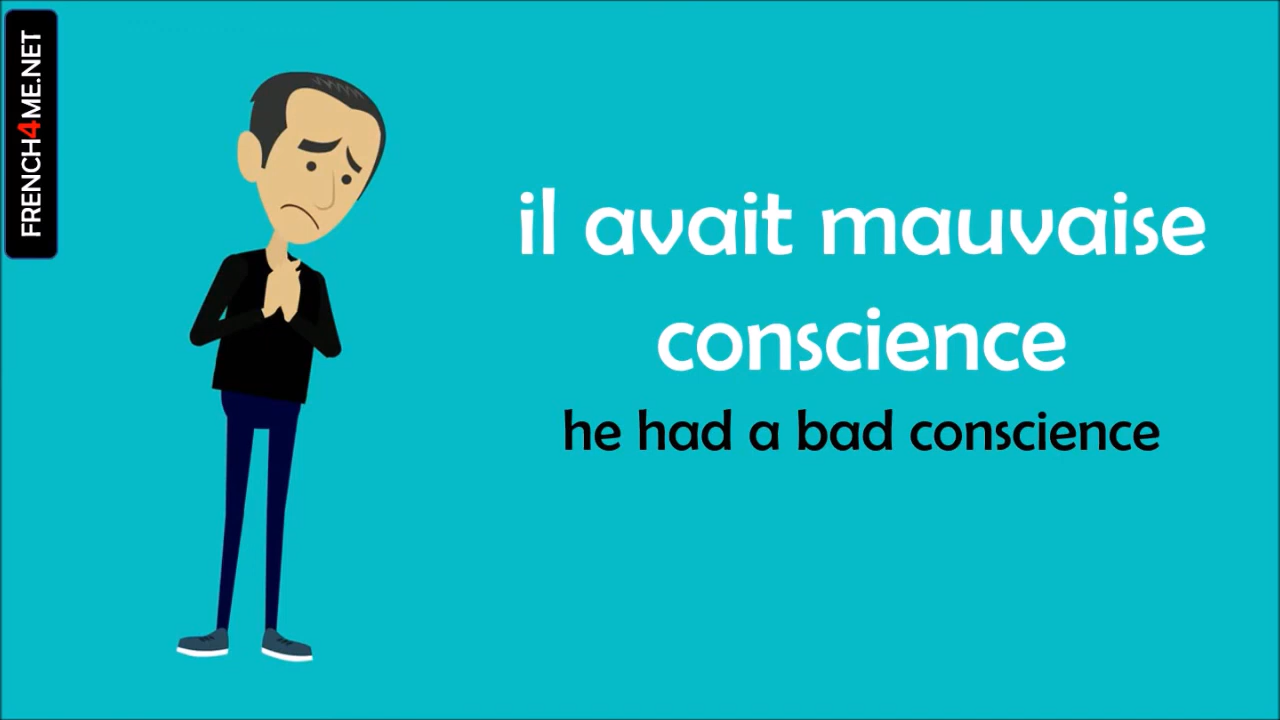 FRENCH4ME.NET
il avait mauvaise
conscience
he had a bad conscience